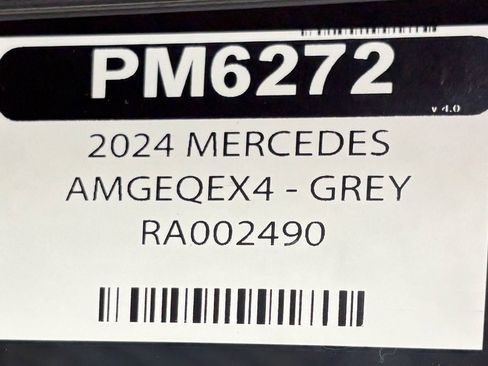 PM6272
v 4.0
2024 MERCEDES
AMGEQEX4 - GREY
RA002490